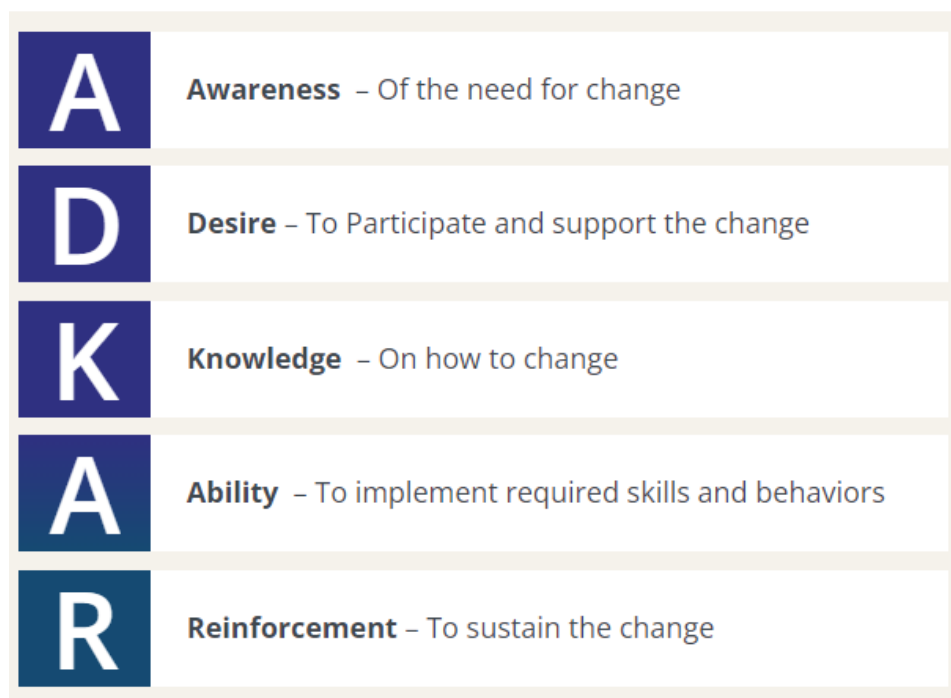 A
Awareness – Of the need for change
D
Desire – To Participate and support the change
K
Knowledge – On how to change
A
Ability – To implement required skills and behaviors
R
Reinforcement – To sustain the change